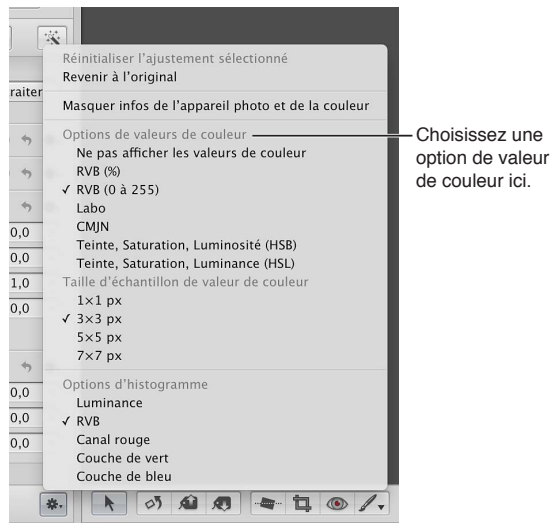 Réinitialiser l'ajustement sélectionné
Revenir à l'original
raiter
Masquer infos de l'appareil photo et de la couleur
Options de valeurs de couleur
Choisissez une
option de valeur
de couleur ici.
Ne pas afficher les valeurs de couleur
RVB (%)
✓ RVB (0 à 255)
Labo
CMJN
0,0
Teinte, Saturation, Luminosité (HSB)
0,0
Teinte, Saturation, Luminance (HSL)
1,0
Taille d'échantillon de valeur de couleur
1×1 px
0,0
✓ 3×3 px
5×5 px
7×7 px
Options d'histogramme
0,0
Luminance
0,0
✓ RVB
0,0
Canal rouge
Couche de vert
Couche de bleu